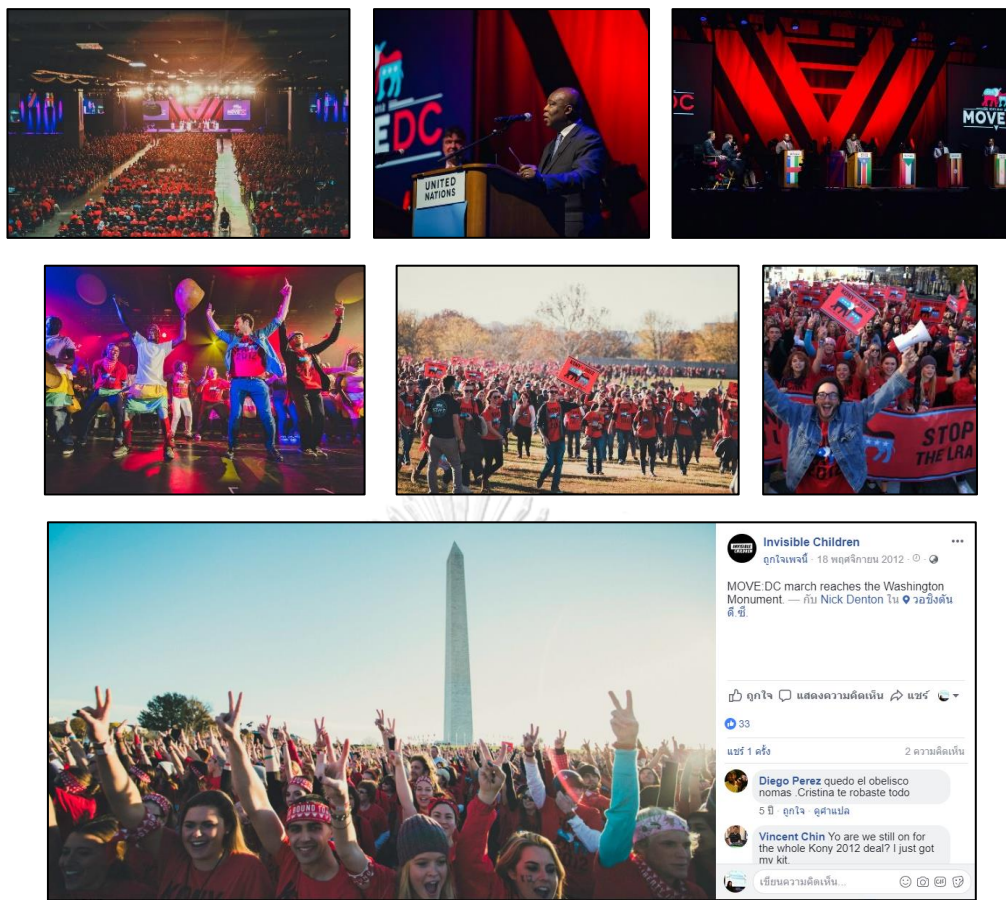 MOVE:DC
UNITED
NATIONS
MOVE
STOP
THE LRA
Invisible Children
ถูกใจเพจนี้ · 18 พฤศจิกายน 2012 ·
MOVE:DC march reaches the Washington
Monument. — กับ Nick Denton ใน วอชิงตัน
ดี.ซี.
ถูกใจ แสดงความคิดเห็น แชร์
33
แชร์ 1 ครั้ง
2 ความคิดเห็น
Diego Perez quedo el obelisco
nomas .Cristina te robaste todo
5 ปี · ถูกใจ · ดูคำแปล
Vincent Chin Yo are we still on for
the whole Kony 2012 deal? I just got
my kit.
เขียนความคิดเห็น...